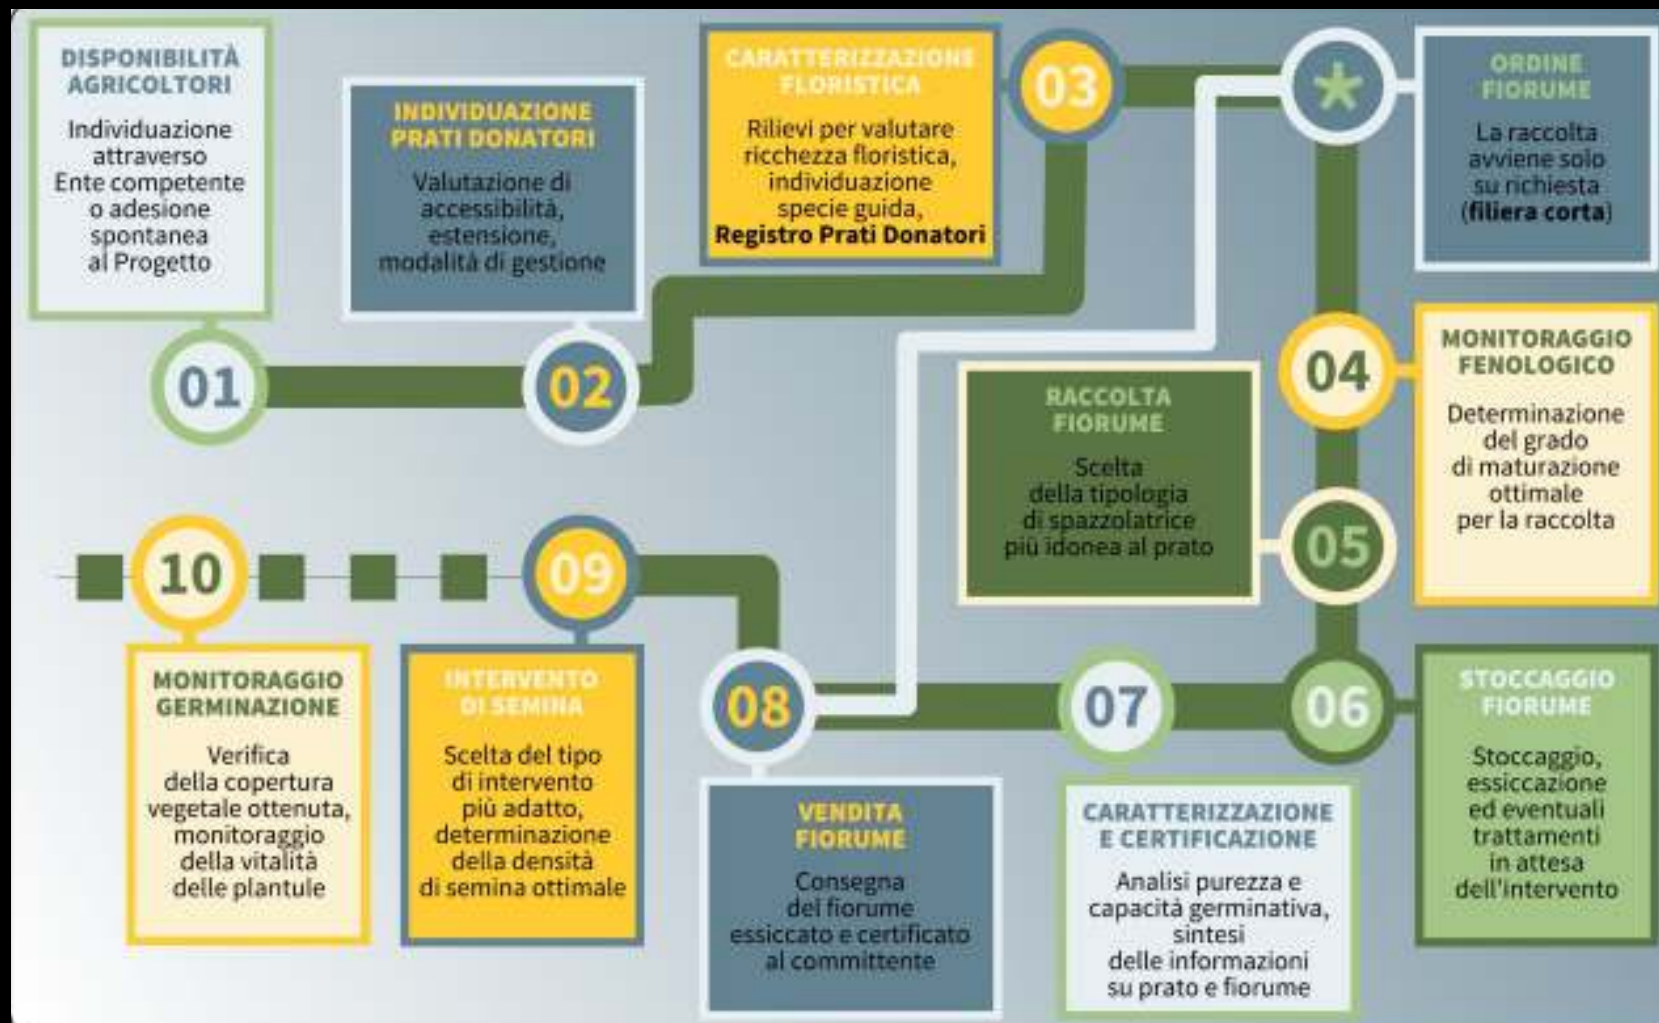 DISPONIBILITÀ
AGRICOLTORI
Individuazione
attraverso
Ente competente
o adesione
spontanea
al Progetto
01
INDIVIDUAZIONE
PRATI DONATORI
Valutazione di
accessibilità,
estensione,
modalità di gestione
02
CARATTERIZZAZIONE
FLORISTICA
Rilievi per valutare
ricchezza floristica,
individuazione
specie guida,
Registro Prati Donatori
03
*
ORDINE
FIORUME
La raccolta
avviene solo
su richiesta
(filiera corta)
04
MONITORAGGIO
FENOLOGICO
Determinazione
del grado
di maturazione
ottimale
per la raccolta
RACCOLTA
FIORUME
Scelta
della tipologia
di spazzolatrice
più idonea al prato
05
06
STOCCAGGIO
FIORUME
Stoccaggio,
essiccazione
ed eventuali
trattamenti
in attesa
dell'intervento
07
CARATTERIZZAZIONE
E CERTIFICAZIONE
Analisi purezza e
capacità germinativa,
sintesi
delle informazioni
su prato e fiorume
08
VENDITA
FIORUME
Consegna
del fiorume
essiccato e certificato
al committente
09
INTERVENTO
DI SEMINA
Scelta del tipo
di intervento
più adatto,
determinazione
della densità
di semina ottimale
10
MONITORAGGIO
GERMINAZIONE
Verifica
della copertura
vegetale ottenuta,
monitoraggio
della vitalità
delle plantule